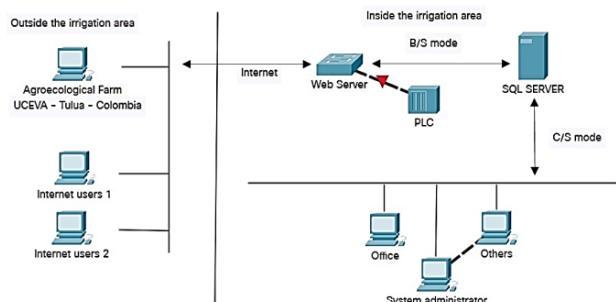 Outside the irrigation area
Inside the irrigation area
B/S mode
Internet
Web Server
SQL SERVER
Agroecological Farm
UCEVA - Tulua - Colombia
PLC
C/S mode
Internet users 1
Internet users 2
Office
Others
System administrator